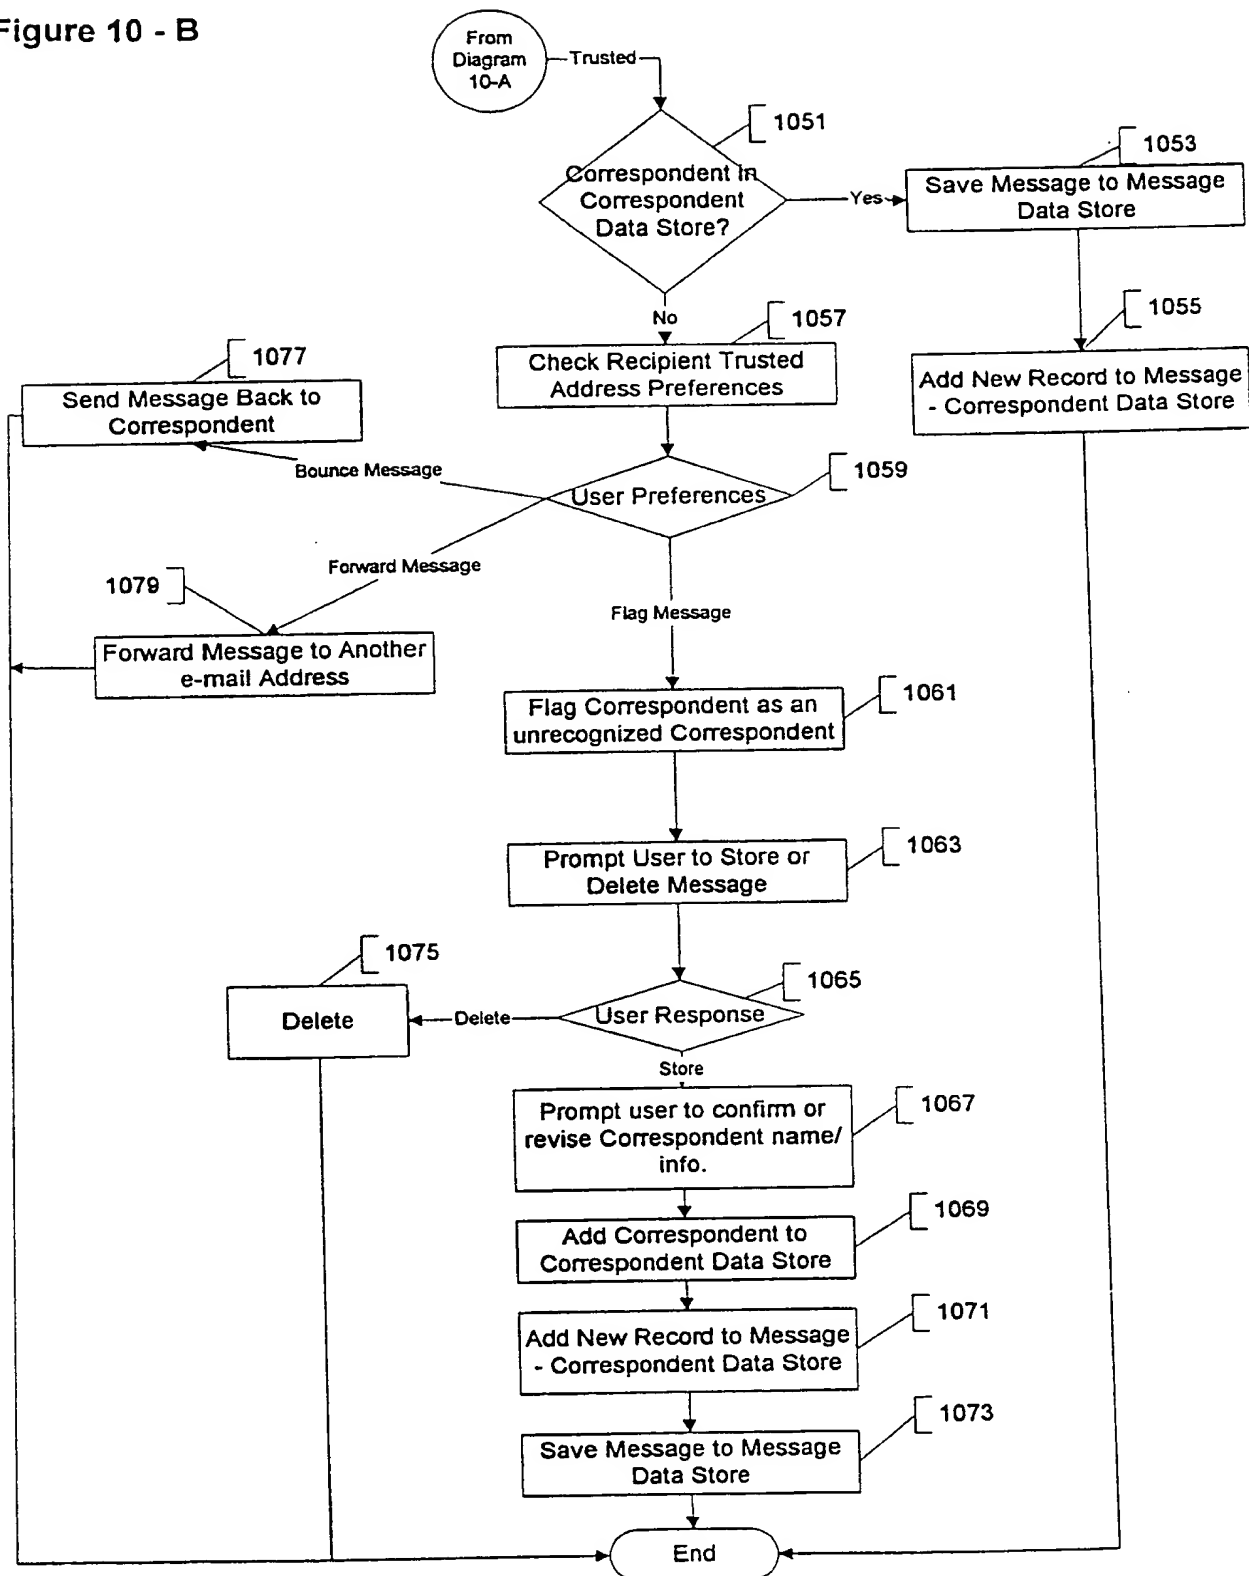 Figure 10 - B
From
Diagram
10-A
Trusted
1051
Correspondent in
Correspondent
Data Store?
Yes
1053
Save Message to Message
Data Store
1055
Add New Record to Message
- Correspondent Data Store
No
1057
Check Recipient Trusted
Address Preferences
1077
Send Message Back to
Correspondent
Bounce Message
User Preferences
1059
Forward Message
1079
Forward Message to Another
e-mail Address
Flag Message
Flag Correspondent as an
unrecognized Correspondent
1061
Prompt User to Store or
Delete Message
1063
1075
Delete
Delete
User Response
1065
Store
Prompt user to confirm or
revise Correspondent name/
info.
1067
Add Correspondent to
Correspondent Data Store
1069
Add New Record to Message
- Correspondent Data Store
1071
Save Message to Message
Data Store
1073
End